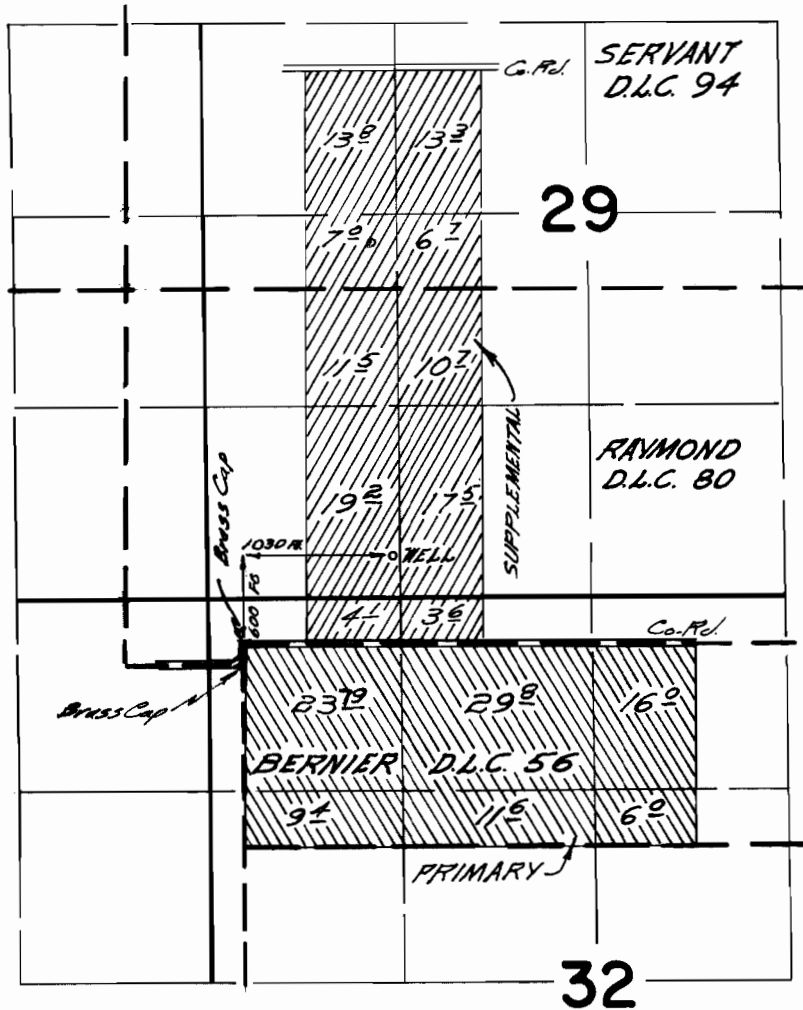 Co. Rd.
SERVANT
D.L.C. 94
13 8
13 3
29
7 0
6 7
11 5
10 7
SUPPLEMENTAL
RAYMOND
D.L.C. 80
Brass Cap
19 2
17 5
1030 Ft.
WELL
600 Ft
4 1
3 6
Co. Rd.
Brass Cap
23 79
29 8
16 0
BERNIER D.L.C. 56
9 4
11 6
6 0
PRIMARY
32